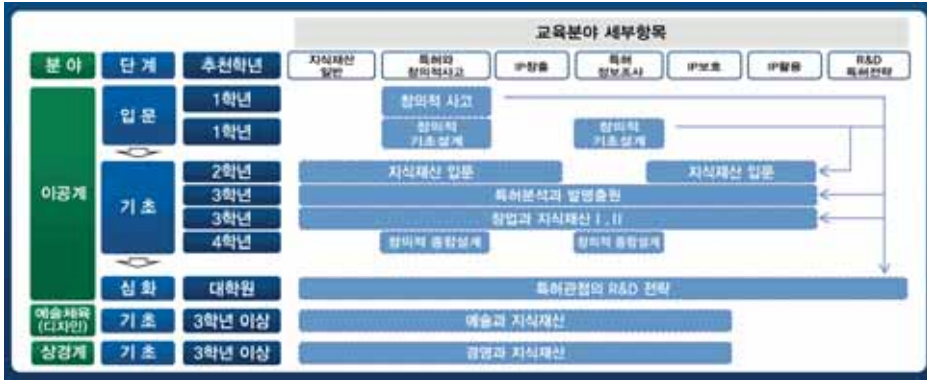 교육분야 세부항목
분 야 단 계 추천학년 지식재산 일반 특허와 창의적사고 IP창출 특허 정보조사 IP보호 IP활용 R&D 특허전략
이공계
입 문
1학년 창의적 사고
1학년 창의적 기초설계 창의적 기초설계
기 초
2학년 지식재산 입문 지식재산 입문
3학년 특허분석과 발명출원
3학년 창업과 지식재산 I , II
4학년 창의적 종합설계 창의적 종합설계
심 화 대학원 특허관점의 R&D 전략
예술체육 (디자인) 기 초 3학년 이상 예술과 지식재산
상경계 기 초 3학년 이상 경영과 지식재산